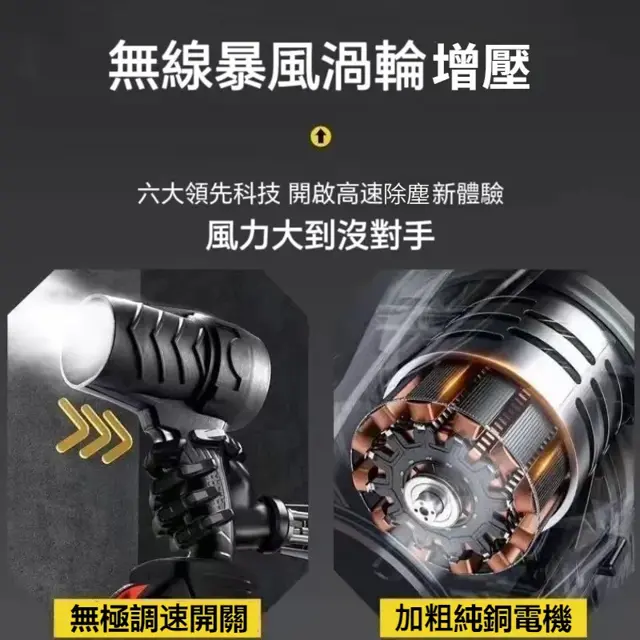 無線暴風渦輪增壓
六大領先科技 開啟高速除塵新體驗
風力大到沒對手
無極調速開關
加粗純銅電機